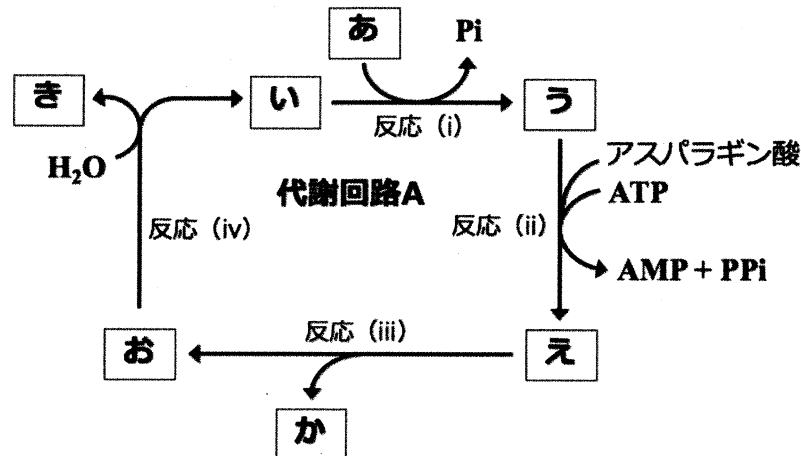 あ
Pi
き
い
う
反応（i）
アスパラギン酸
H₂O
代謝回路A
ATP
反応（iv）
反応（ii）
AMP + PPi
反応（iii）
お
え
か